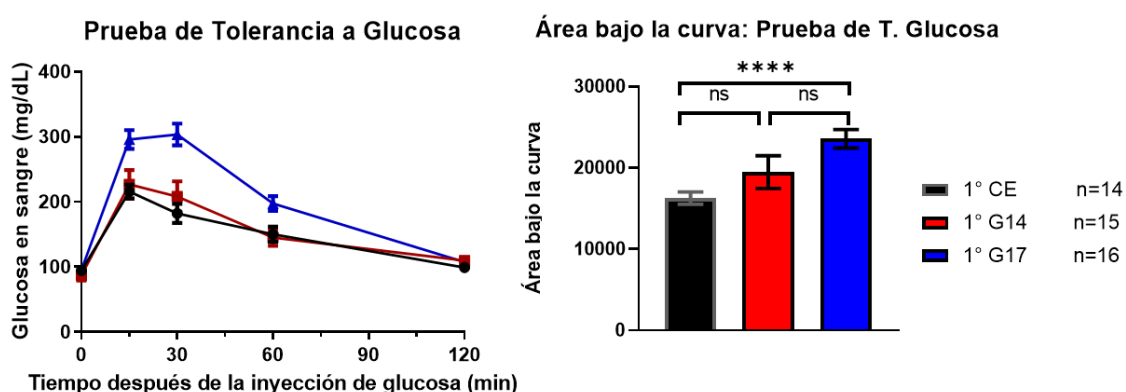 Prueba de Tolerancia a Glucosa
Glucosa en sangre (mg/dL)
400
300
200
100
0
0
30
60
90
120
Tiempo después de la inyección de glucosa (min)
Área bajo la curva: Prueba de T. Glucosa
Área bajo la curva
30000
20000
10000
0
****
ns
ns
1° CE n=14
1° G14 n=15
1° G17 n=16